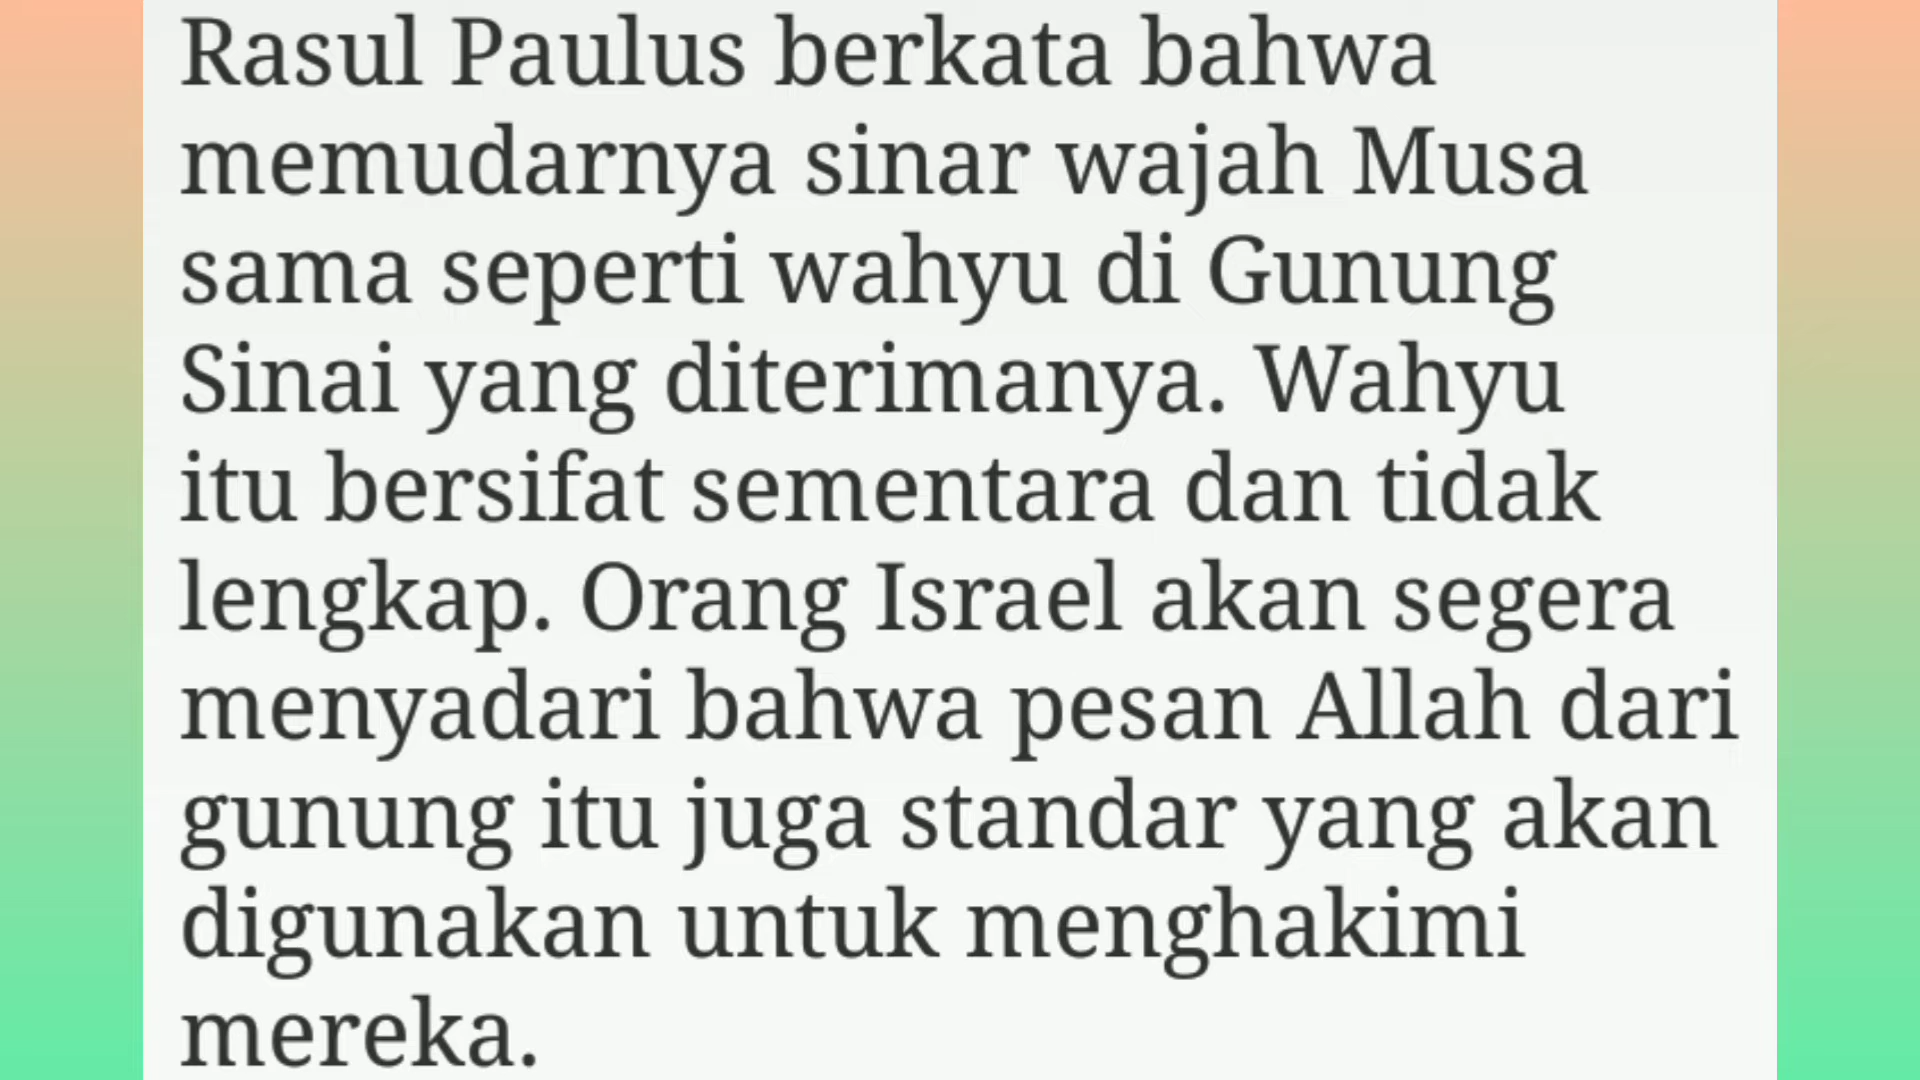 Rasul Paulus berkata bahwa
memudarnya sinar wajah Musa
sama seperti wahyu di Gunung
Sinai yang diterimanya. Wahyu
itu bersifat sementara dan tidak
lengkap. Orang Israel akan segera
menyadari bahwa pesan Allah dari
gunung itu juga standar yang akan
digunakan untuk menghakimi
mereka.